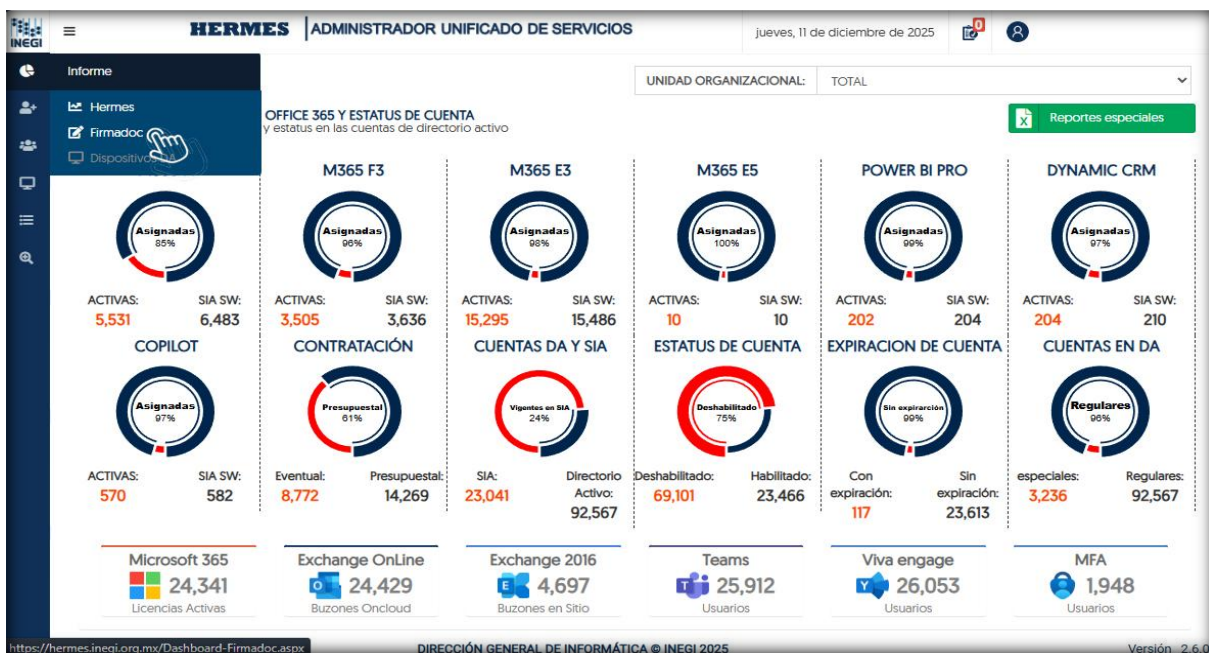 INEGI
HERMES ADMINISTRADOR UNIFICADO DE SERVICIOS
jueves, 11 de diciembre de 2025
0
Informe
Hermes
Firmadoc
Dispositivos DA
UNIDAD ORGANIZACIONAL: TOTAL
OFFICE 365 Y ESTATUS DE CUENTA
y estatus en las cuentas de directorio activo
Reportes especiales
M365 F3 M365 E3 M365 E5 POWER BI PRO DYNAMIC CRM
Asignadas Asignadas Asignadas Asignadas Asignadas Asignadas
85% 96% 98% 100% 99% 97%
ACTIVAS: SIA SW: ACTIVAS: SIA SW: ACTIVAS: SIA SW: ACTIVAS: SIA SW: ACTIVAS: SIA SW: ACTIVAS: SIA SW:
5,531 6,483 3,505 3,636 15,295 15,486 10 10 202 204 204 210
COPILOT CONTRATACIÓN CUENTAS DA Y SIA ESTATUS DE CUENTA EXPIRACION DE CUENTA CUENTAS EN DA
Asignadas Presupuestal Vigentes en SIA Deshabilitado Sin expirarción Regulares
97% 61% 24% 75% 99% 96%
ACTIVAS: SIA SW: Eventual: Presupuestal: SIA: Directorio Activo: Deshabilitado: Habilitado: Con expiración: Sin expiración: especiales: Regulares:
570 582 8,772 14,269 23,041 92,567 69,101 23,466 117 23,613 3,236 92,567
Microsoft 365 Exchange OnLine Exchange 2016 Teams Viva engage MFA
24,341 24,429 4,697 25,912 26,053 1,948
Licencias Activas Buzones Oncloud Buzones en Sitio Usuarios Usuarios Usuarios
https://hermes.inegi.org.mx/Dashboard-Firmadoc.aspx
DIRECCIÓN GENERAL DE INFORMÁTICA © INEGI 2025
Versión 2.6.0